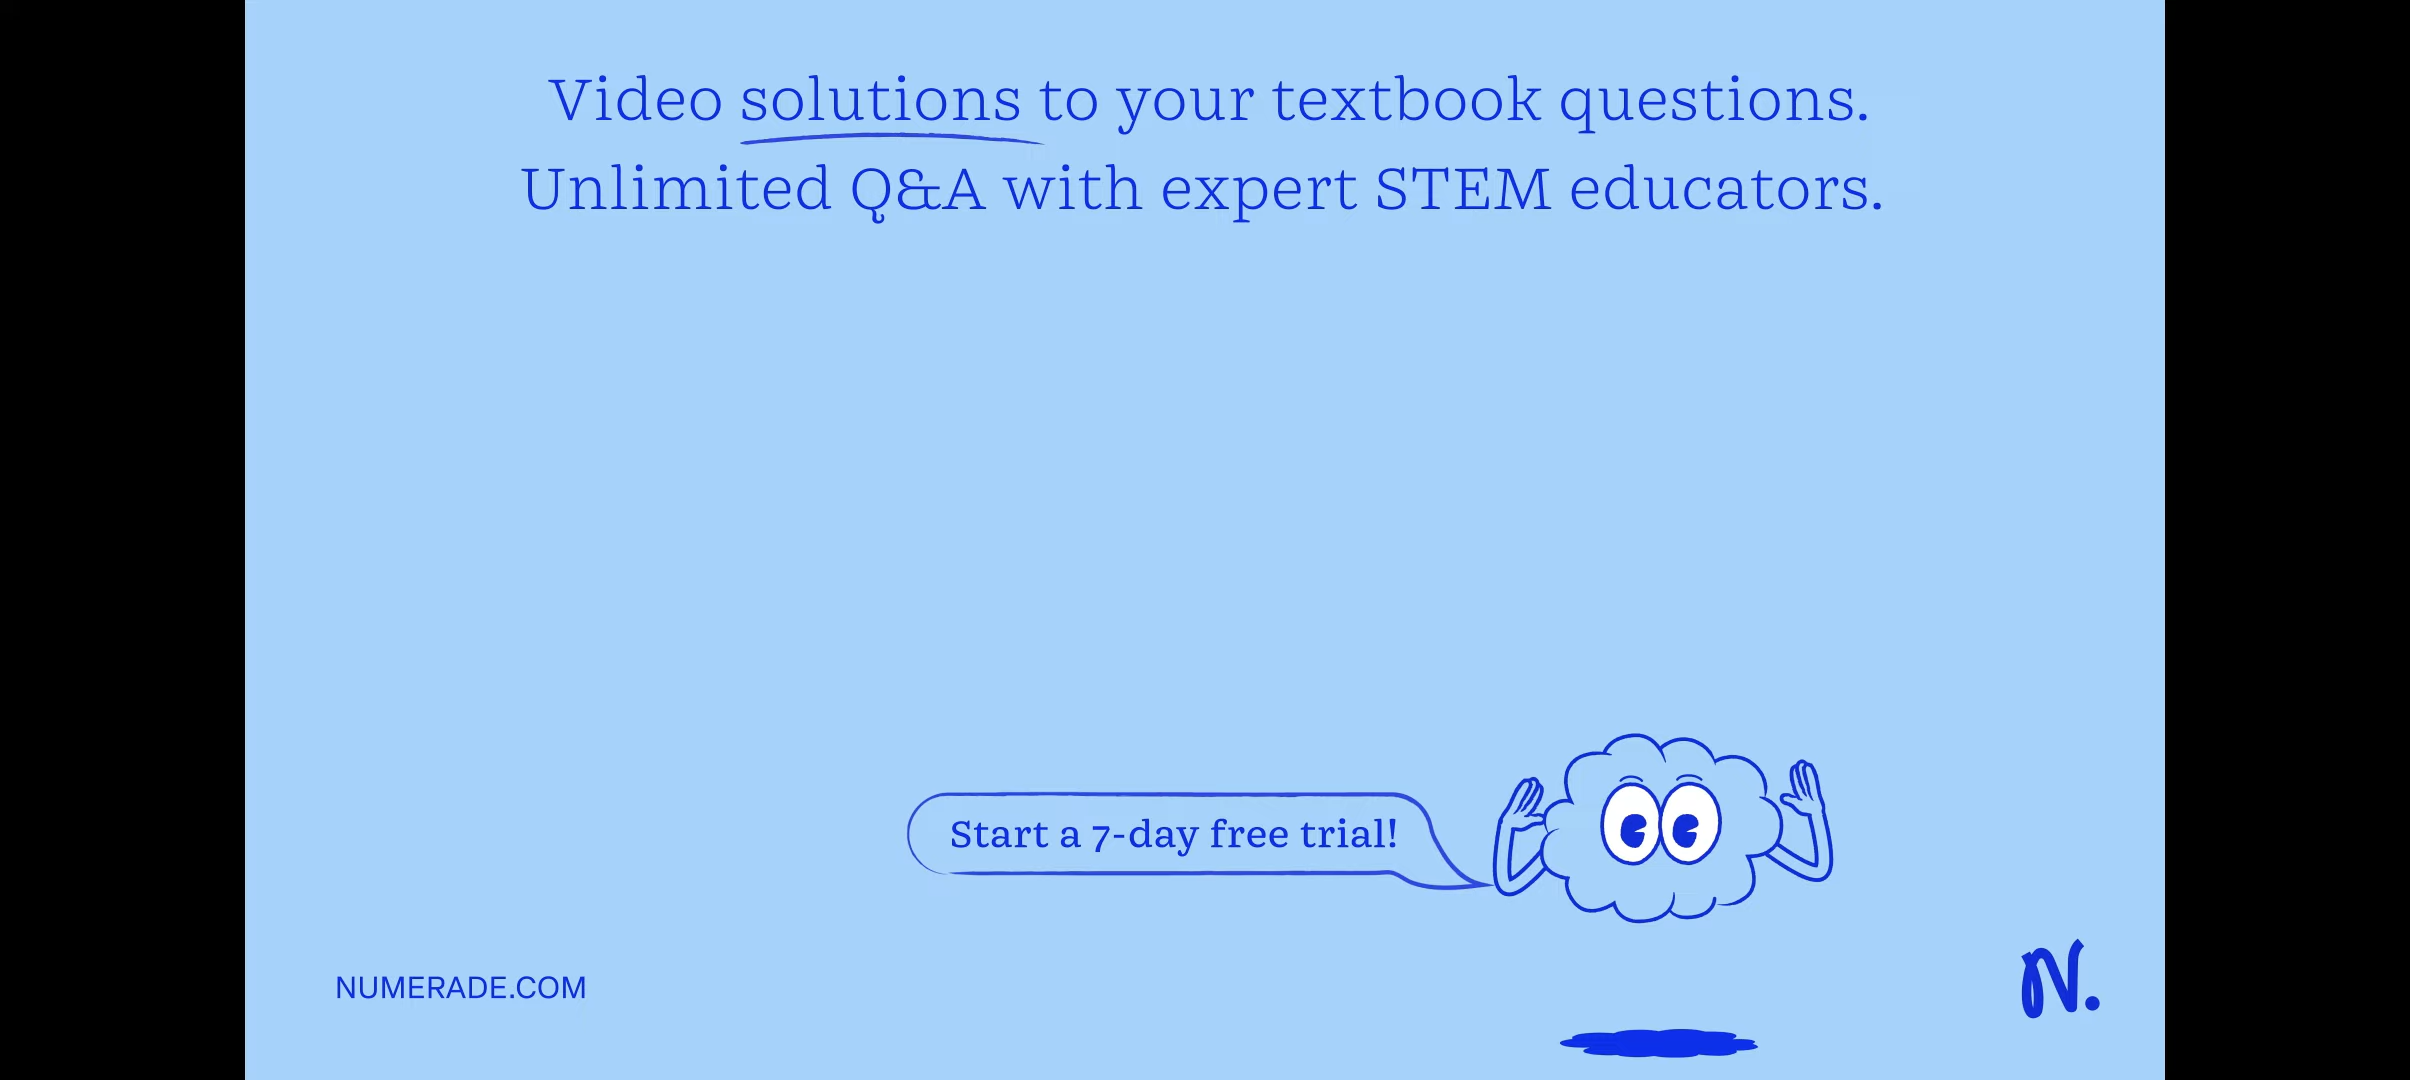 Video solutions to your textbook questions.
Unlimited Q&A with expert STEM educators.
Start a 7-day free trial!
NUMERADE.COM
N.